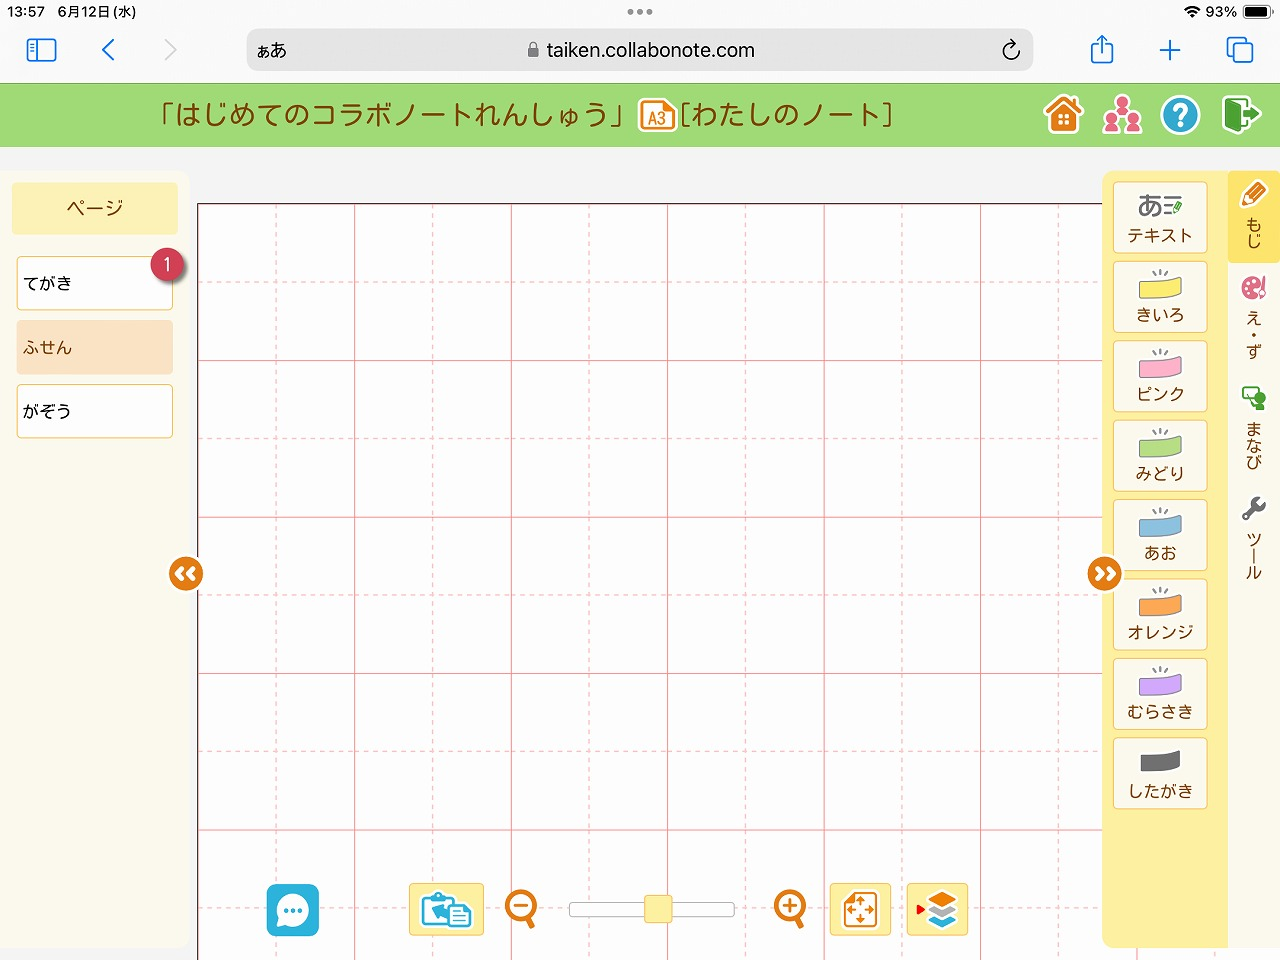 13:57 6月12日(水)
93%
ぁあ
taiken.collabonote.com
「はじめてのコラボノートれんしゅう」 A3 [わたしのノート]
?
ページ
1
てがき
ふせん
がぞう
あ
テキスト
きいろ
ピンク
みどり
あお
オレンジ
むらさき
したがき
もじ
え・ず
まなび
ツール